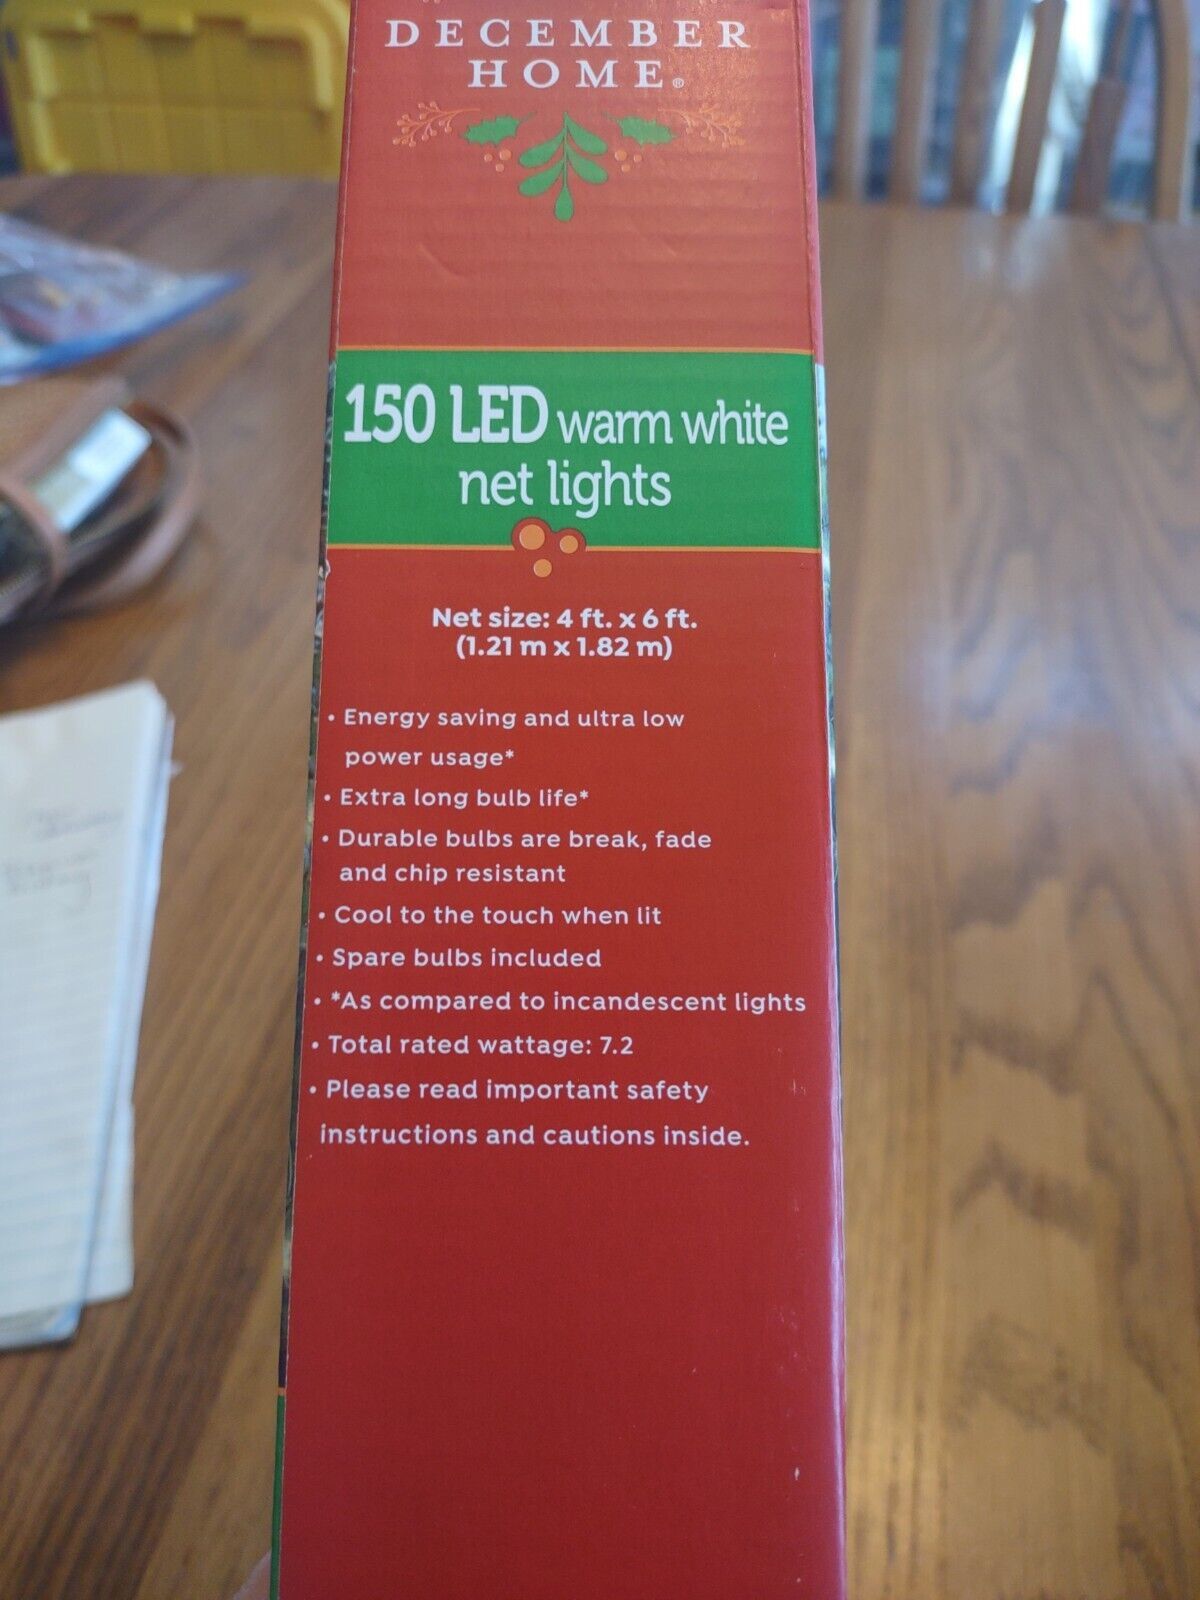 DECEMBER
HOME®
150 LED warm white
net lights
Net size: 4 ft. x 6 ft.
(1.21 m x 1.82 m)
• Energy saving and ultra low
power usage*
• Extra long bulb life*
• Durable bulbs are break, fade
and chip resistant
• Cool to the touch when lit
• Spare bulbs included
• *As compared to incandescent lights
• Total rated wattage: 7.2
• Please read important safety
instructions and cautions inside.